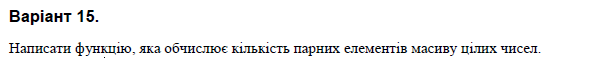 Варіант 15.
Написати функцію, яка обчислює кількість парних елементів масиву цілих чисел.